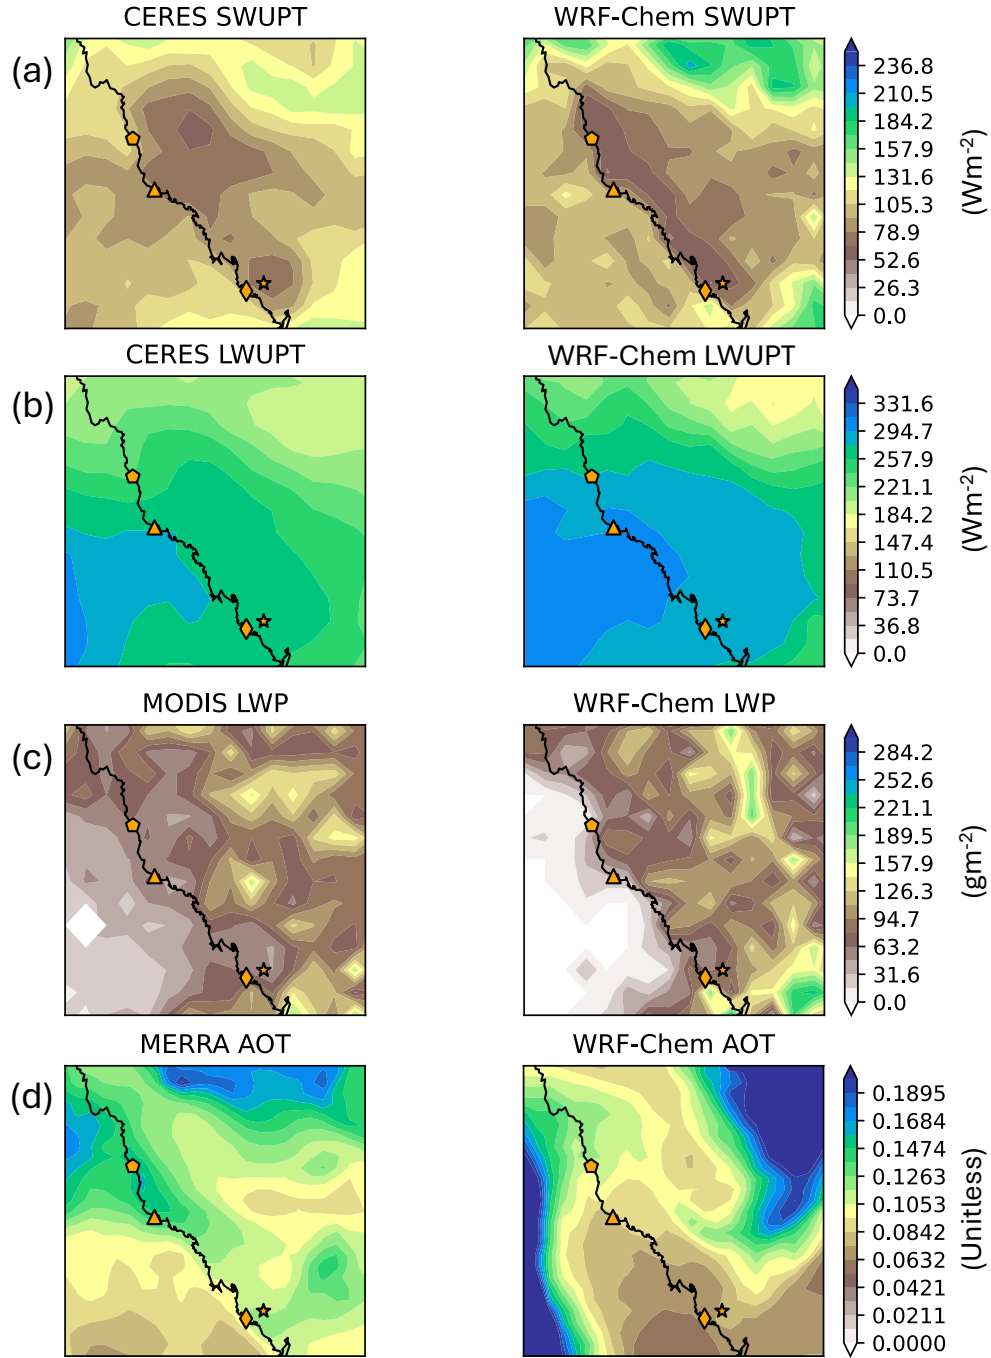 CERES SWUPT
WRF-Chem SWUPT
(a)
236.8
210.5
184.2
157.9
131.6
105.3
78.9
52.6
26.3
0.0
(Wm⁻²)
CERES LWUPT
WRF-Chem LWUPT
(b)
331.6
294.7
257.9
221.1
184.2
147.4
110.5
73.7
36.8
0.0
(Wm⁻²)
MODIS LWP
WRF-Chem LWP
(c)
284.2
252.6
221.1
189.5
157.9
126.3
94.7
63.2
31.6
0.0
(gm⁻²)
MERRA AOT
WRF-Chem AOT
(d)
0.1895
0.1684
0.1474
0.1263
0.1053
0.0842
0.0632
0.0421
0.0211
0.0000
(Unitless)